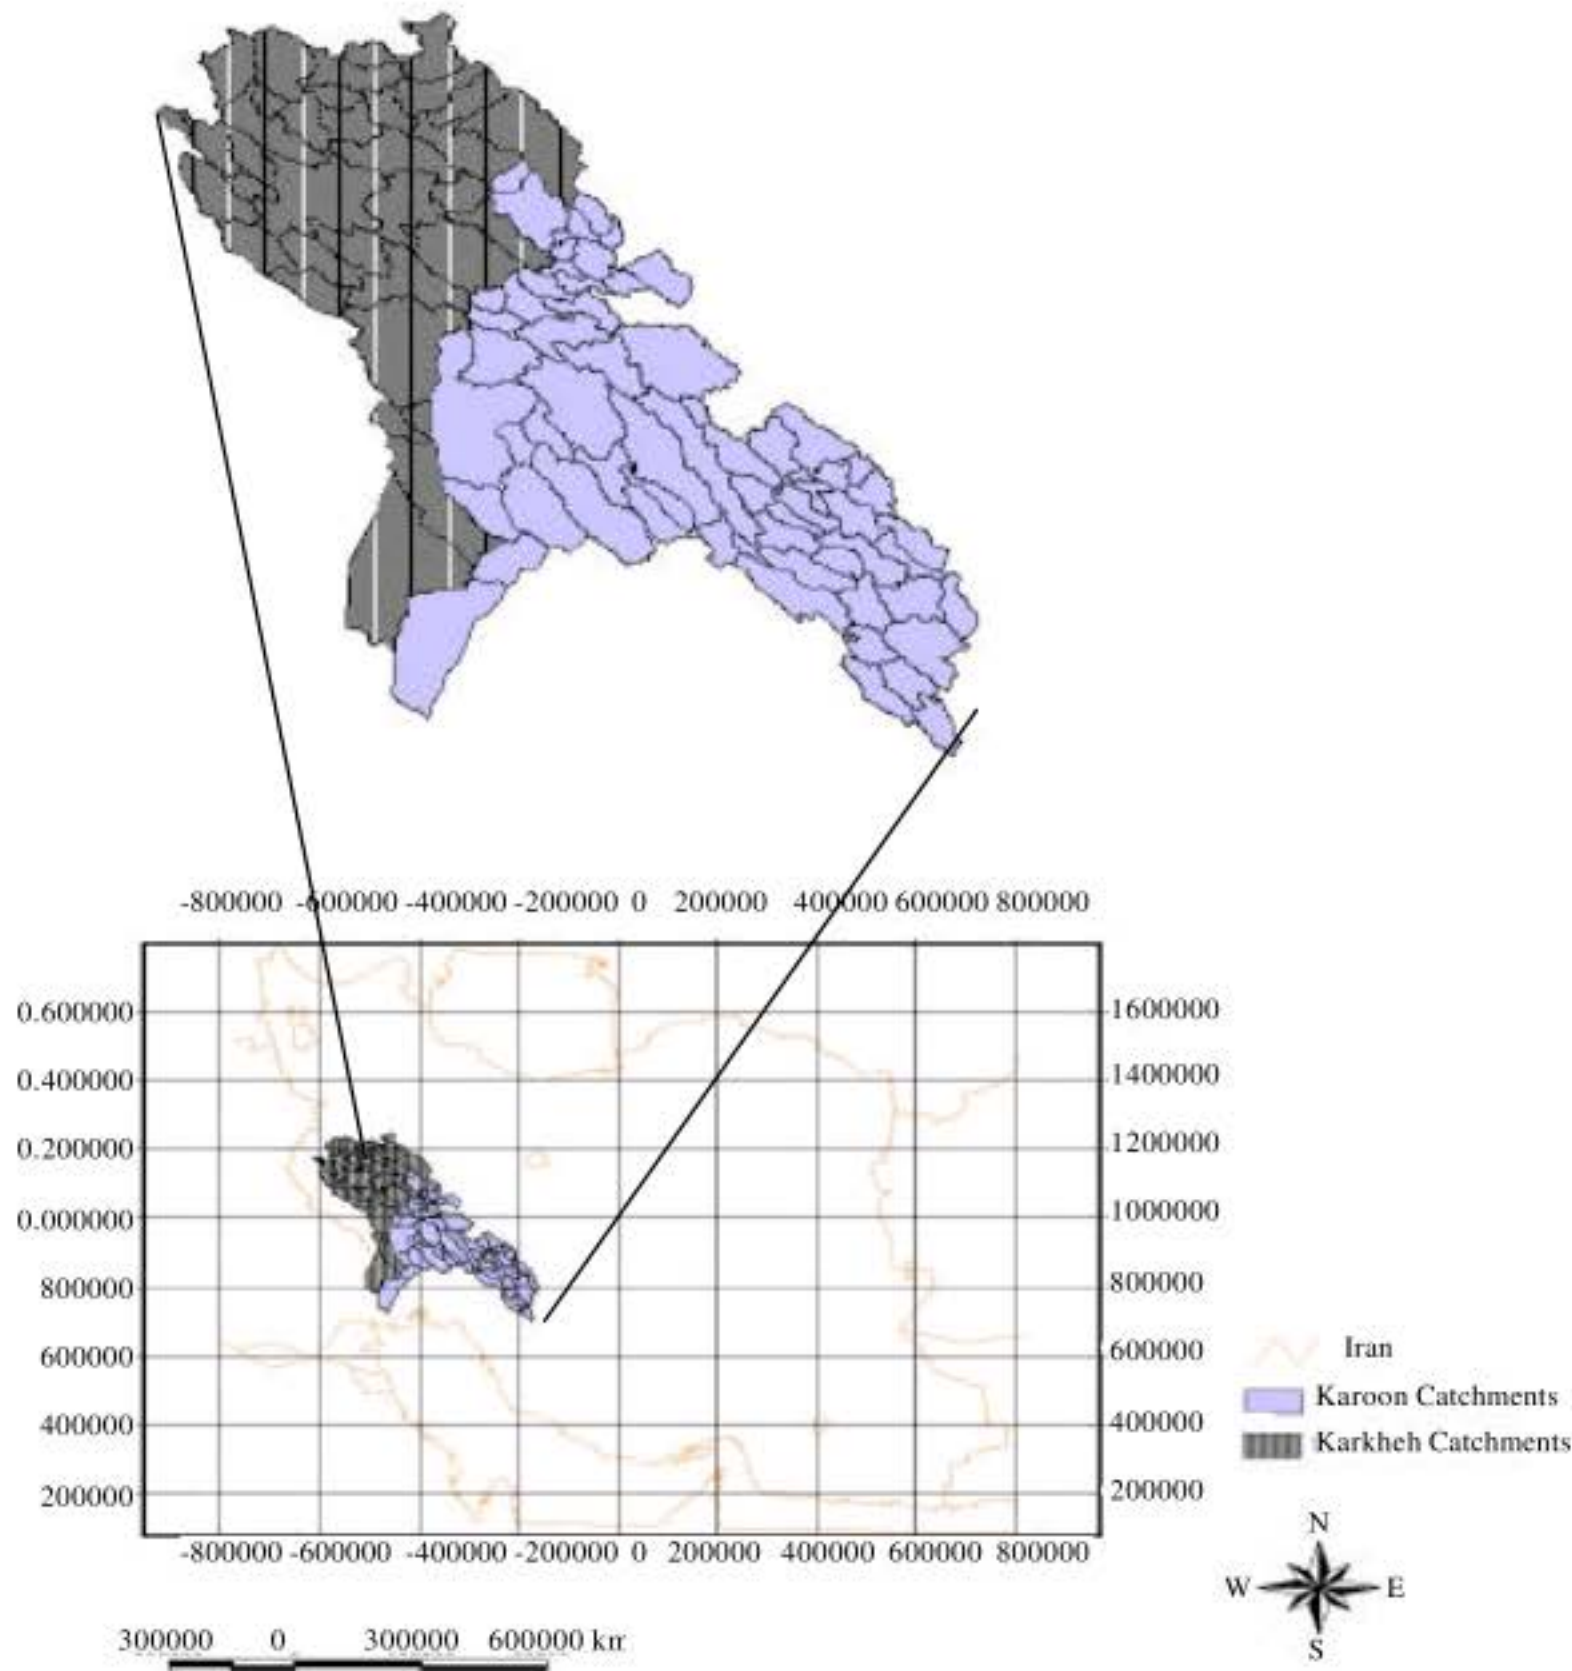 -800000 -600000 -400000 -200000 0 200000 400000 600000 800000
0.600000 1600000
0.400000 1400000
0.200000 1200000
0.000000 1000000
800000 800000
600000 600000
400000 400000
200000 200000
-800000 -600000 -400000 -200000 0 200000 400000 600000 800000
Iran
Karoon Catchments
Karkheh Catchments
N
W E
S
300000 0 300000 600000 km